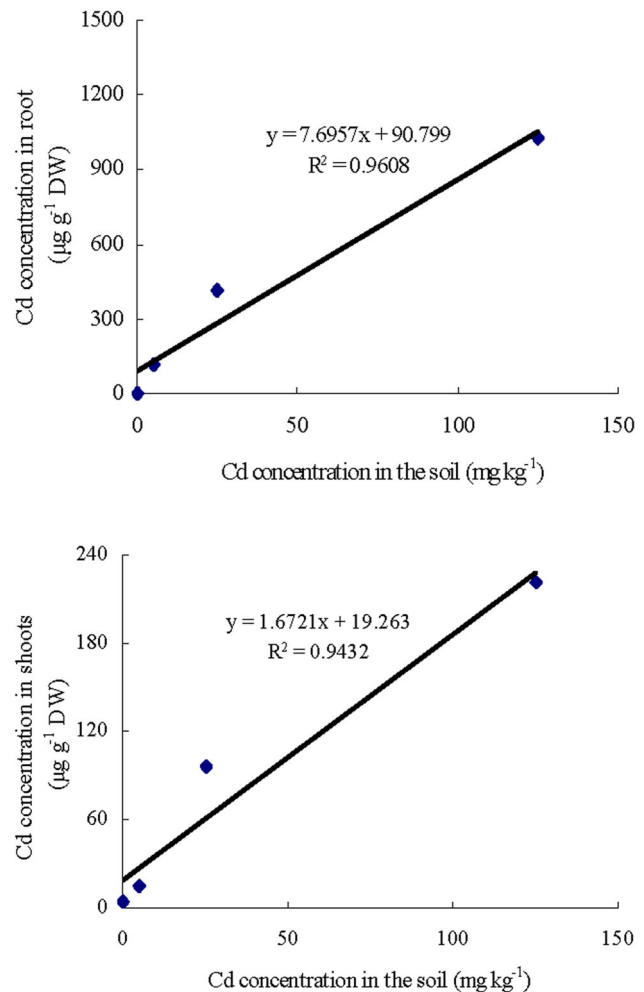 Cd concentration in root
(µg g-1 DW)
1500
1200
900
600
300
0
y = 7.6957x + 90.799
R2 = 0.9608
0 50 100 150
Cd concentration in the soil (mg kg-1)
Cd concentration in shoots
(µg g-1 DW)
240
180
120
60
0
y = 1.6721x + 19.263
R2 = 0.9432
0 50 100 150
Cd concentration in the soil (mg kg-1)